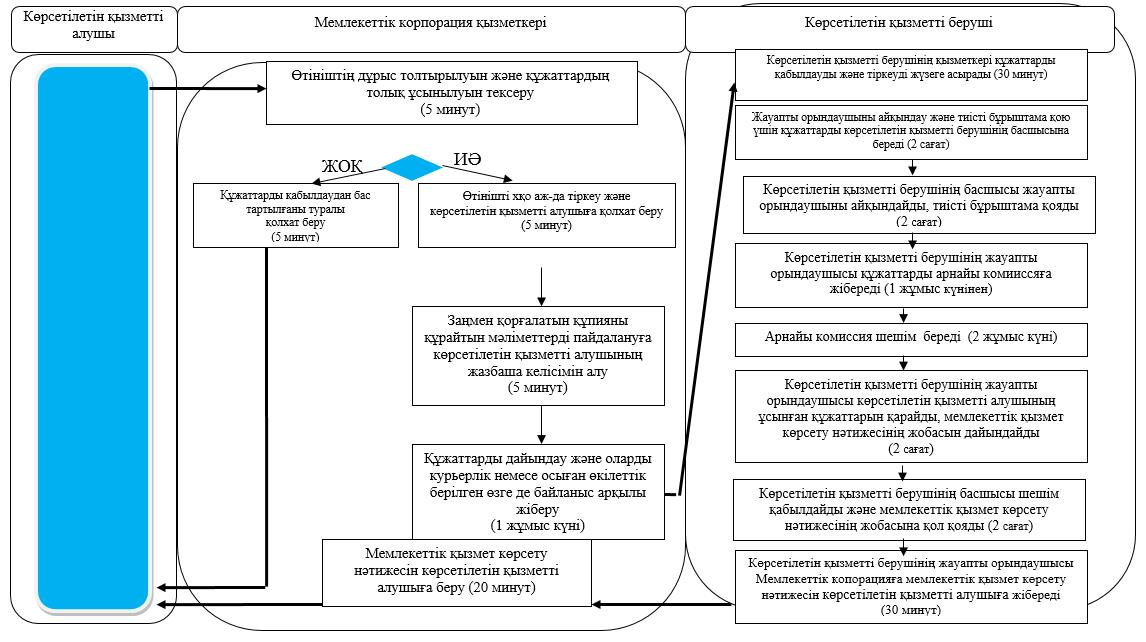 Көрсетілетін қызметті
алушы
Мемлекеттік корпорация қызметкері
Көрсетілетін қызметті беруші
Өтініштің дұрыс толтырылуын және құжаттардың
толық ұсынылуын тексеру
(5 минут)
ЖОҚ
ИӘ
Құжаттарды қабылдаудан бас
тартылғаны туралы
қолхат беру
(5 минут)
Өтінішті хқо аж-да тіркеу және
көрсетілетін қызметті алушыға қолхат беру
(5 минут)
Заңмен қорғалатын құпияны
құрайтын мәліметтерді пайдалануға
көрсетілетін қызметті алушының
жазбаша келісімін алу
(5 минут)
Құжаттарды дайындау және оларды
курьерлік немесе осыған өкілеттік
берілген өзге де байланыс арқылы
жіберу
(1 жұмыс күні)
Мемлекеттік қызмет көрсету
нәтижесін көрсетілетін қызметті
алушыға беру (20 минут)
Көрсетілетін қызметті берушінің қызметкері құжаттарды
қабылдауды және тіркеуді жүзеге асырады (30 минут)
Жауапты орындаушыны айқындау және тиісті бұрыштама қою
үшін құжаттарды көрсетілетін қызметті берушінің басшысына
береді (2 сағат)
Көрсетілетін қызметті берушінің басшысы жауапты
орындаушыны айқындайды, тиісті бұрыштама қояды
(2 сағат)
Көрсетілетін қызметті берушінің жауапты
орындаушысы құжаттарды арнайы комииссяға
жібереді (1 жұмыс күнінен)
Арнайы комиссия шешім береді (2 жұмыс күні)
Көрсетілетін қызметті берушінің жауапты
орындаушысы көрсетілетін қызметті алушының
ұсынған құжаттарын қарайды, мемлекеттік қызмет
көрсету нәтижесінің жобасын дайындайды
(2 сағат)
Көрсетілетін қызметті берушінің басшысы шешім
қабылдайды және мемлекеттік қызмет көрсету
нәтижесінің жобасына қол қояды (2 сағат)
Көрсетілетін қызметті берушінің жауапты орындаушысы
Мемлекеттік копорацияға мемлекеттік қызмет көрсету
нәтижесін көрсетілетін қызметті алушыға жібереді
(30 минут)